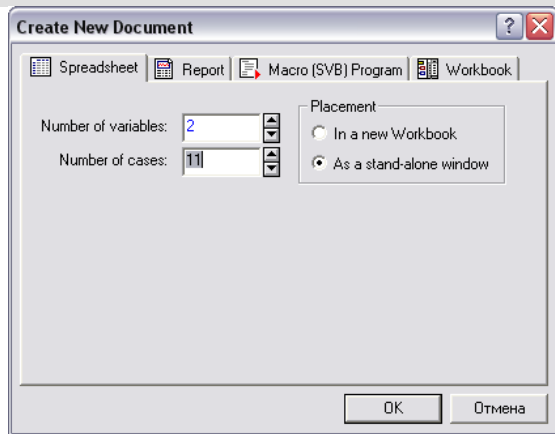 Create New Document
Spreadsheet Report Macro (SVB) Program Workbook
Placement
Number of variables: 2
In a new Workbook
Number of cases: 11
As a stand-alone window
OK Отмена